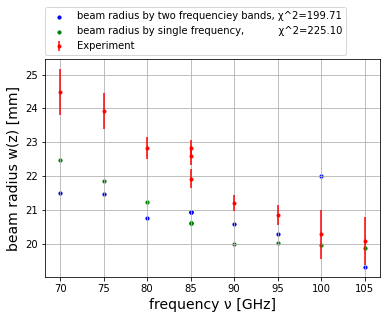 beam radius by two frequenciey bands, χ^2=199.71
beam radius by single frequency, χ^2=225.10
Experiment
25
24
23
22
21
20
beam radius w(z) [mm]
70 75 80 85 90 95 100 105
frequency ν [GHz]